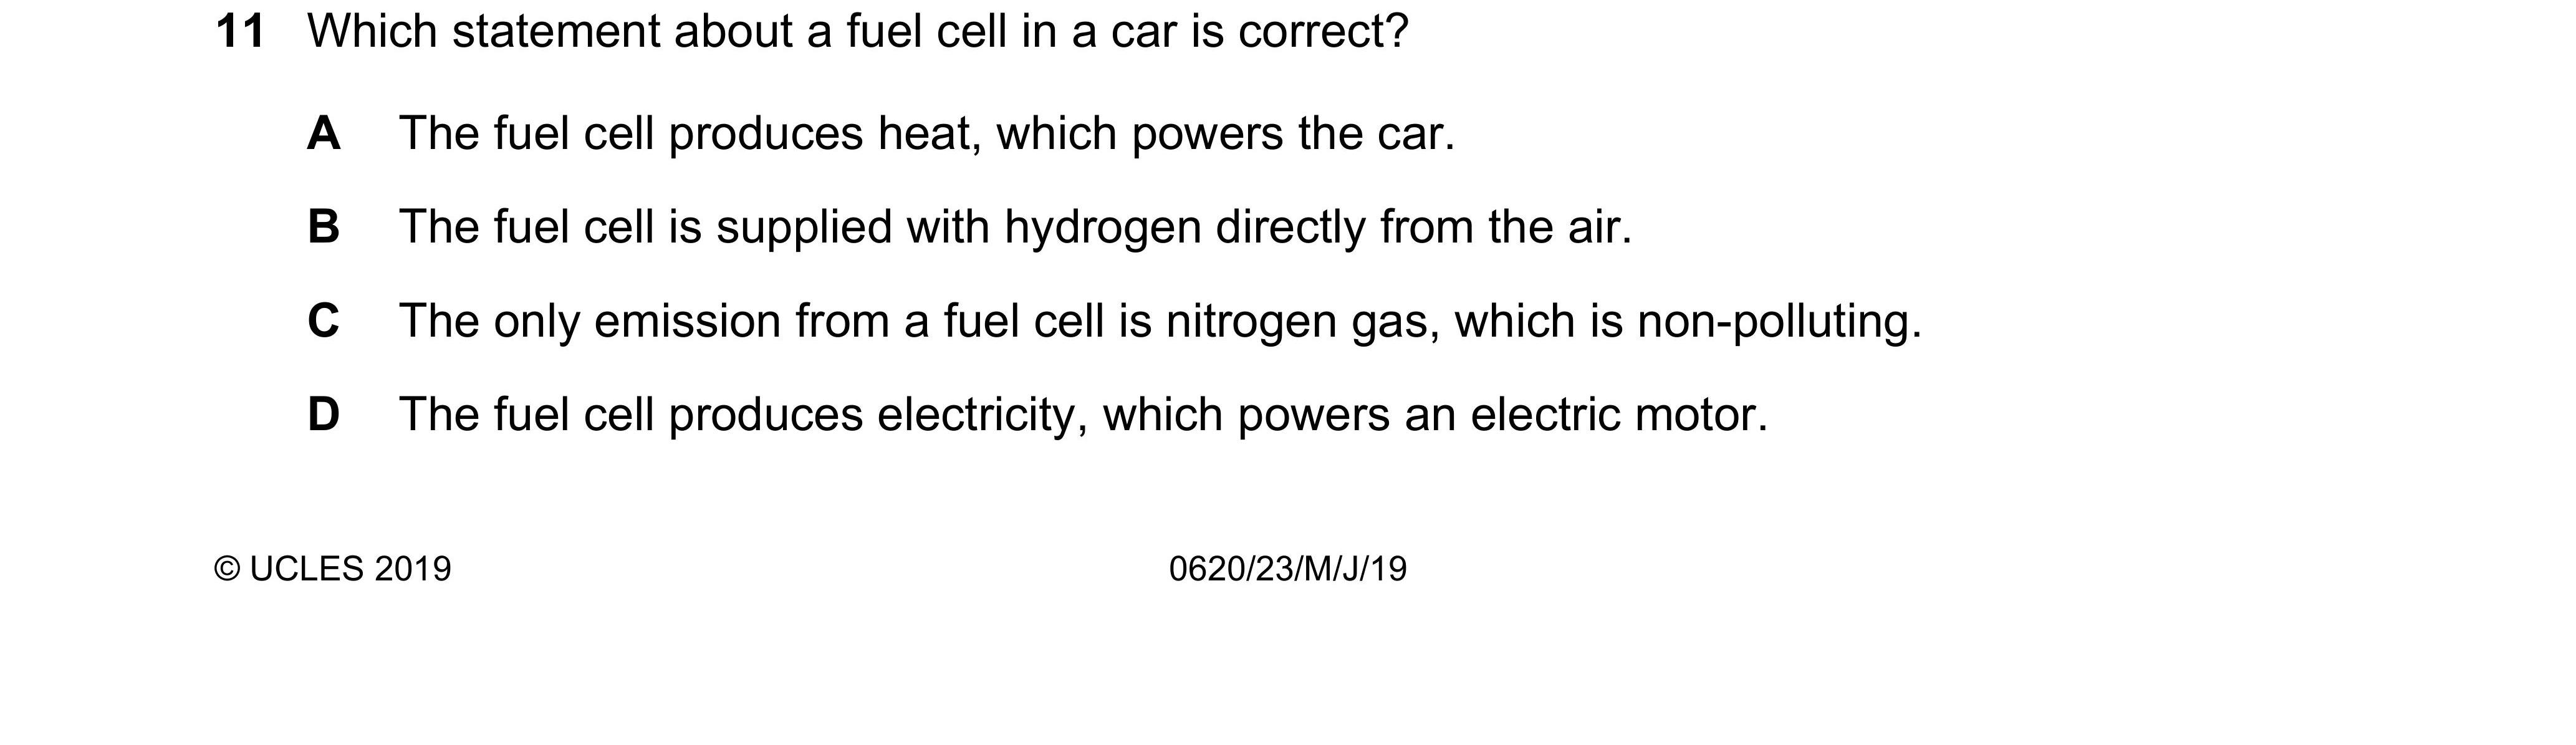 11 Which statement about a fuel cell in a car is correct?
A The fuel cell produces heat, which powers the car.
B The fuel cell is supplied with hydrogen directly from the air.
C The only emission from a fuel cell is nitrogen gas, which is non-polluting.
D The fuel cell produces electricity, which powers an electric motor.
© UCLES 2019 0620/23/M/J/19